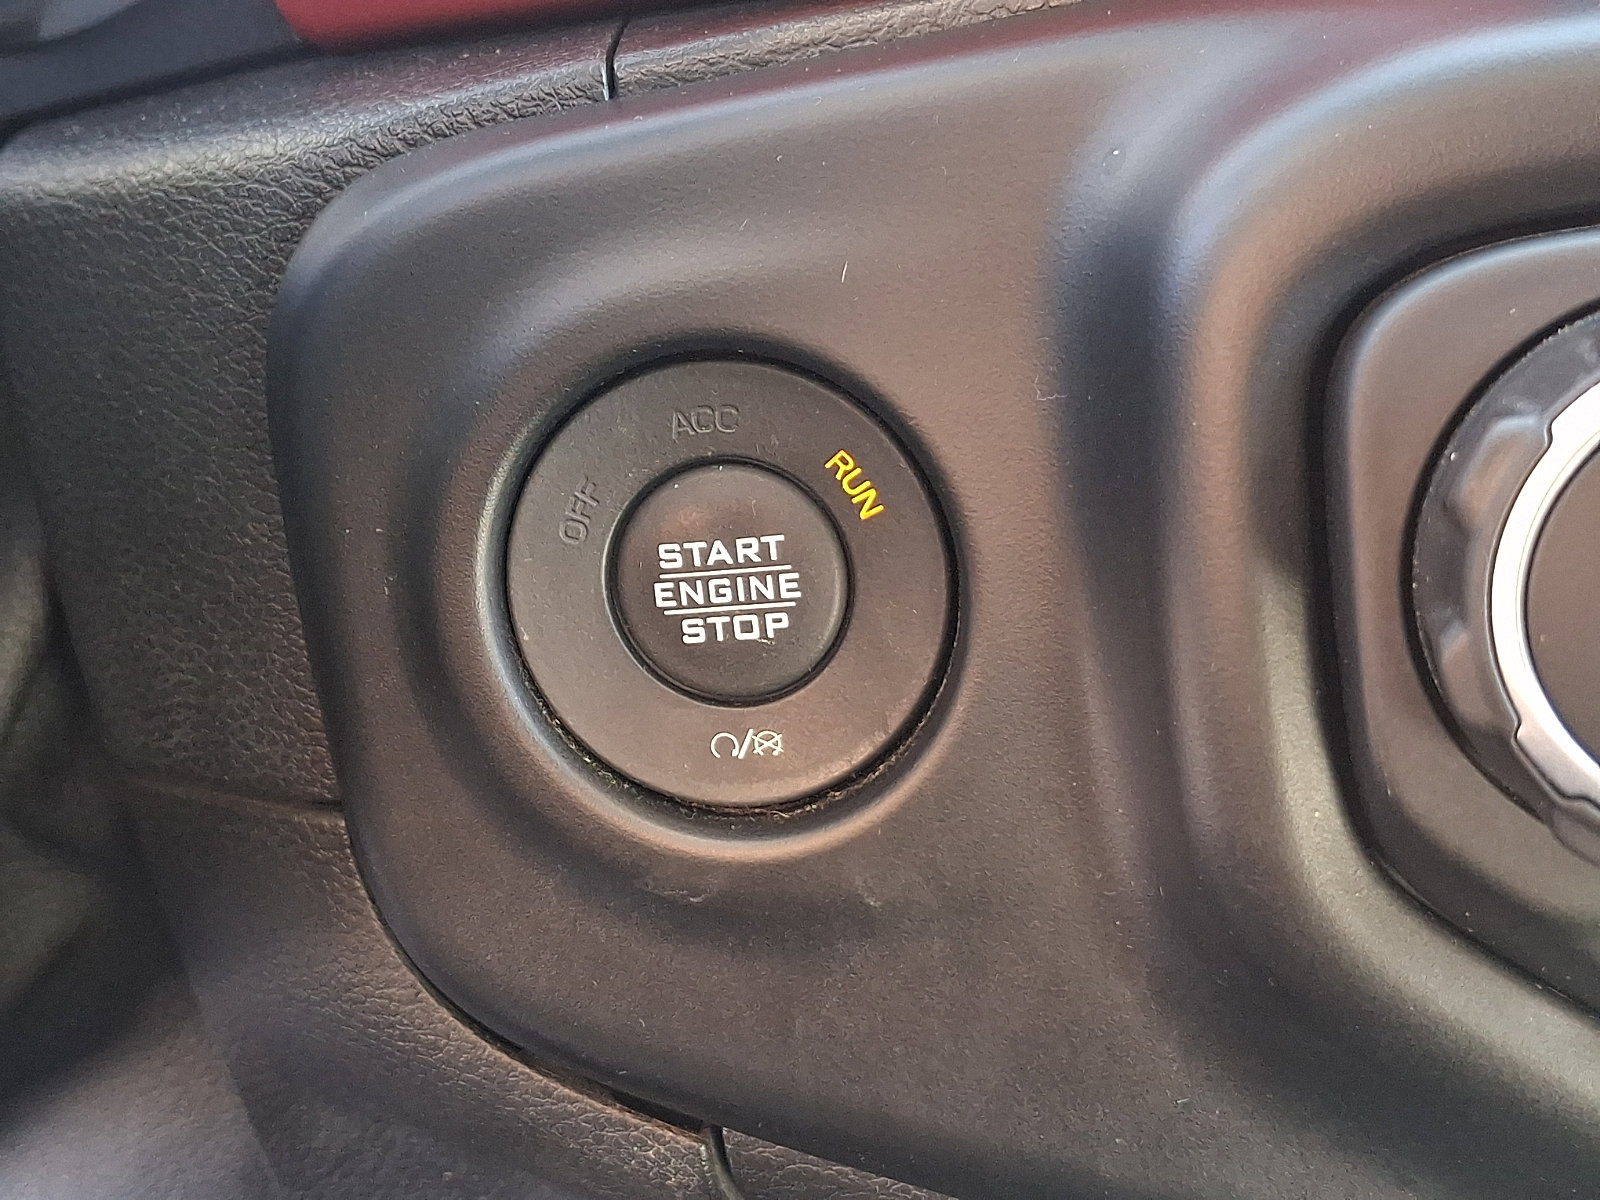 ACC
OFF
RUN
START
ENGINE
STOP